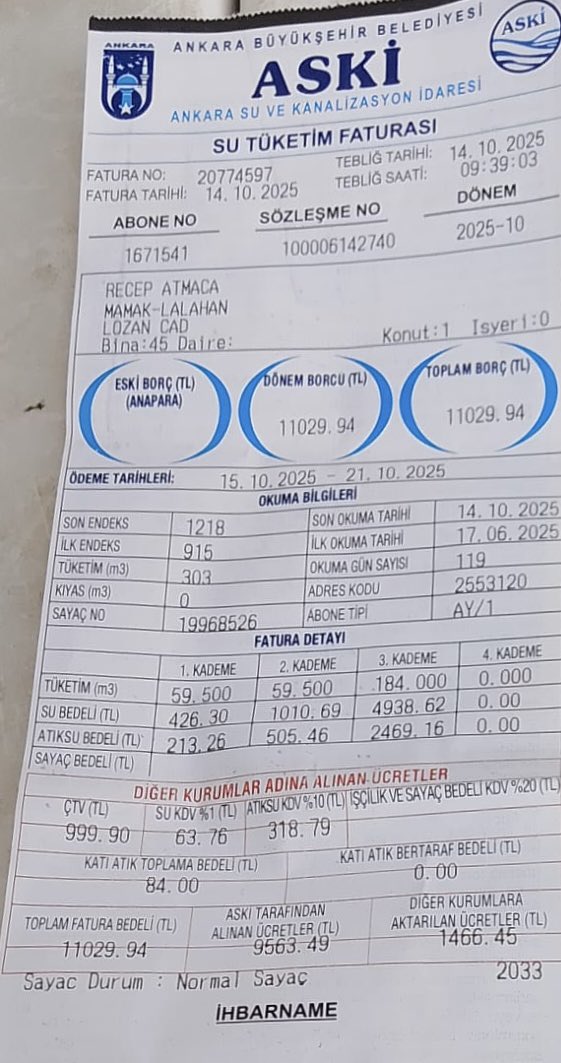 ANKARA
ANKARA BÜYÜKŞEHİR BELEDİYESİ
ASKİ
ASKİ
ANKARA SU VE KANALİZASYON İDARESİ
SU TÜKETİM FATURASI
FATURA NO: 20774597 TEBLİĞ TARİHİ: 14.10.2025
FATURA TARİHİ: 14.10.2025 TEBLİĞ SAATİ: 09:39:03
ABONE NO SÖZLEŞME NO DÖNEM
1671541 100006142740 2025-10
RECEP ATMACA
MAMAK-LALAHAN
LOZAN CAD
Bina:45 Daire: Konut:1 Isyeri:0
ESKİ BORÇ (TL) DÖNEM BORCU (TL) TOPLAM BORÇ (TL)
(ANAPARA)
11029.94 11029.94
ÖDEME TARİHLERİ: 15.10.2025 - 21.10.2025
OKUMA BİLGİLERİ
SON ENDEKS 1218 SON OKUMA TARİHİ 14.10.2025
İLK ENDEKS 915 İLK OKUMA TARİHİ 17.06.2025
TÜKETİM (m3) 303 OKUMA GÜN SAYISI 119
KIYAS (m3) 0 ADRES KODU 2553120
SAYAÇ NO 19968526 ABONE TİPİ AY/1
FATURA DETAYI
1. KADEME 2. KADEME 3. KADEME 4. KADEME
TÜKETİM (m3) 59.500 59.500 184.000 0.000
SU BEDELİ (TL) 426.30 1010.69 4938.62 0.00
ATIKSU BEDELİ (TL) 213.26 505.46 2469.16 0.00
SAYAÇ BEDELİ (TL)
DİĞER KURUMLAR ADINA ALINAN ÜCRETLER
ÇTV (TL) SU KDV %1 (TL) ATIKSU KDV %10 (TL) İŞÇİLİK VE SAYAÇ BEDELİ KDV %20 (TL)
999.90 63.76 318.79
KATI ATIK TOPLAMA BEDELİ (TL) KATI ATIK BERTARAF BEDELİ (TL)
84.00 0.00
TOPLAM FATURA BEDELİ (TL) ASKİ TARAFINDAN ALINAN ÜCRETLER (TL) DİĞER KURUMLARA AKTARILAN ÜCRETLER (TL)
11029.94 9563.49 1466.45
Sayac Durum : Normal Sayaç 2033
İHBARNAME